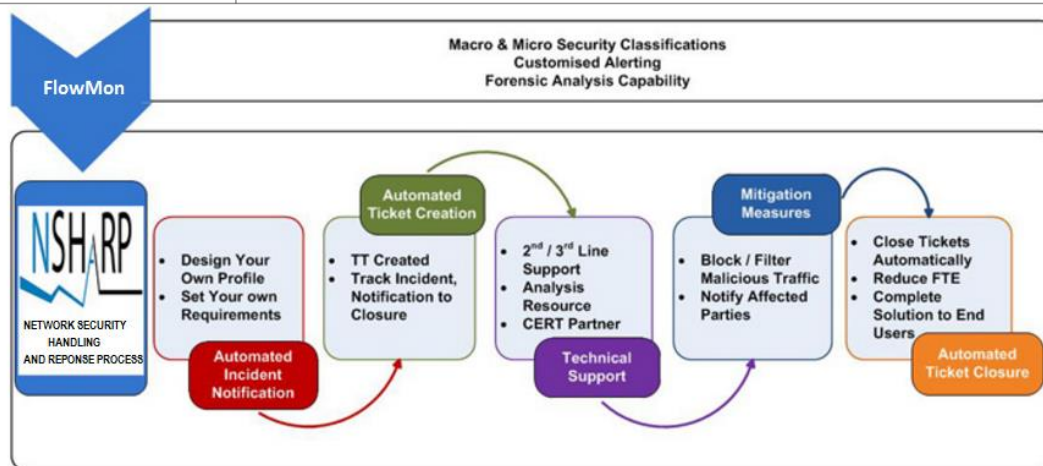 Macro & Micro Security Classifications
Customised Alerting
Forensic Analysis Capability
FlowMon
NSHARP
NETWORK SECURITY
HANDLING
AND REPONSE PROCESS
• Design Your
Own Profile
• Set Your own
Requirements
Automated
Incident
Notification
Automated
Ticket Creation
• TT Created
• Track Incident,
Notification to
Closure
• 2nd / 3rd Line
Support
• Analysis
Resource
• CERT Partner
Technical
Support
Mitigation
Measures
• Block / Filter
Malicious Traffic
• Notify Affected
Parties
• Close Tickets
Automatically
• Reduce FTE
• Complete
Solution to End
Users
Automated
Ticket Closure